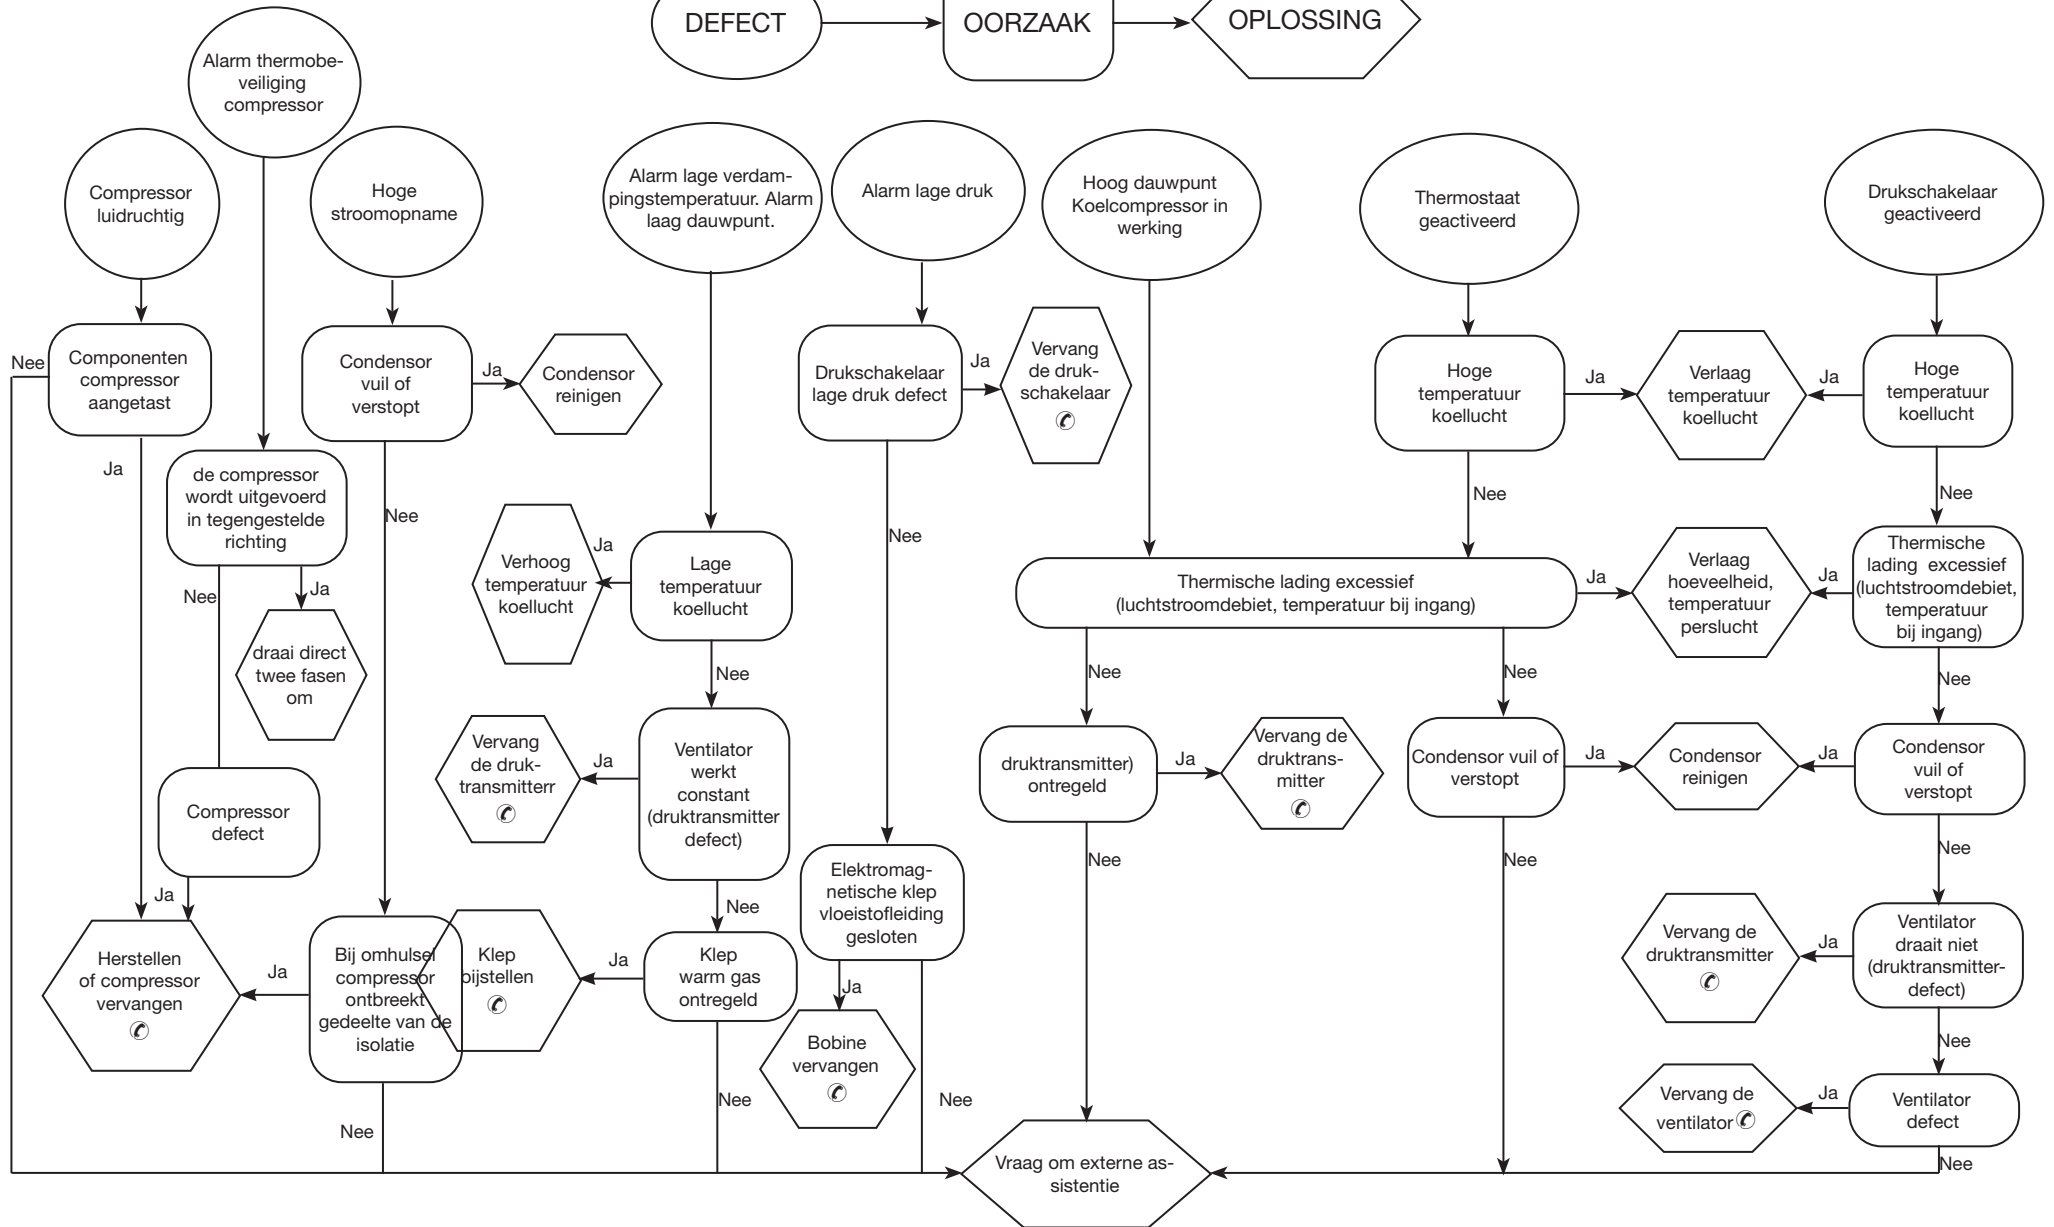 DEFECT
OORZAAK
OPLOSSING
Alarm thermobe-
veiliging
compressor
Compressor
luidruchtig
Hoge
stroomopname
Alarm lage verdam-
pingstemperatuur. Alarm
laag dauwpunt.
Alarm lage druk
Hoog dauwpunt
Koelcompressor in
werking
Thermostaat
geactiveerd
Drukschakelaar
geactiveerd
Nee
Componenten
compressor
aangetast
Condensor
vuil of
verstopt
Ja
Condensor
reinigen
Drukschakelaar
lage druk defect
Ja
Vervang
de druk-
schakelaar
Hoge
temperatuur
koellucht
Ja
Verlaag
temperatuur
koellucht
Ja
Hoge
temperatuur
koellucht
Ja
de compressor
wordt uitgevoerd
in tegengestelde
richting
Nee
Nee
Nee
Nee
Nee
Ja
draai direct
twee fasen
om
Verhoog
temperatuur
koellucht
Ja
Lage
temperatuur
koellucht
Thermische lading excessief
(luchtstroomdebiet, temperatuur bij ingang)
Ja
Verlaag
hoeveelheid,
temperatuur
perslucht
Ja
Thermische
lading excessief
(luchtstroomdebiet,
temperatuur
bij ingang)
Nee
Nee
Nee
Nee
Vervang
de druk-
transmitterr
Ja
Ventilator
werkt
constant
(druktransmitter
defect)
druktransmitter)
ontregeld
Ja
Vervang de
druktrans-
mitter
Condensor vuil of
verstopt
Ja
Condensor
reinigen
Ja
Condensor
vuil of
verstopt
Compressor
defect
Ja
Nee
Elektromag-
netische klep
vloeistofleiding
gesloten
Nee
Nee
Nee
Herstellen
of compressor
vervangen
Ja
Bij omhulsel
compressor
ontbreekt
gedeelte van de
isolatie
Klep
bijstellen
Ja
Klep
warm gas
ontregeld
Ja
Bobine
vervangen
Vervang de
druktransmitter
Ja
Ventilator
draait niet
(druktransmitter-
defect)
Nee
Nee
Nee
Nee
Vervang de
ventilator
Ja
Ventilator
defect
Vraag om externe as-
sistentie
Nee